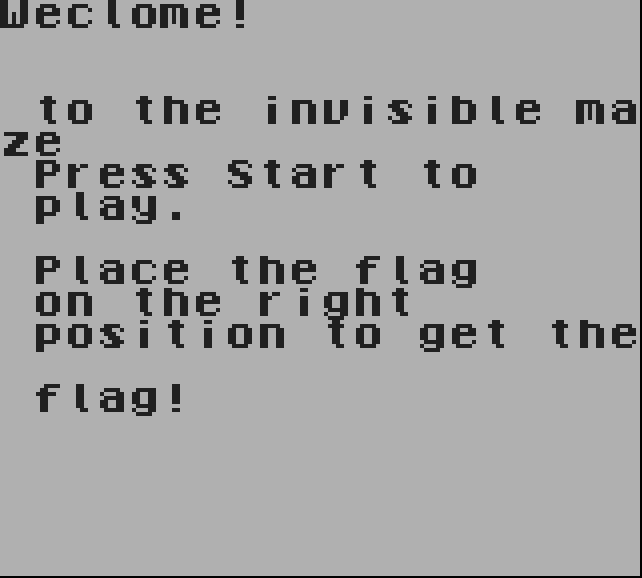 Weclome!
to the invisible ma
ze
Press Start to
play.
Place the flag
on the right
position to get the
flag!